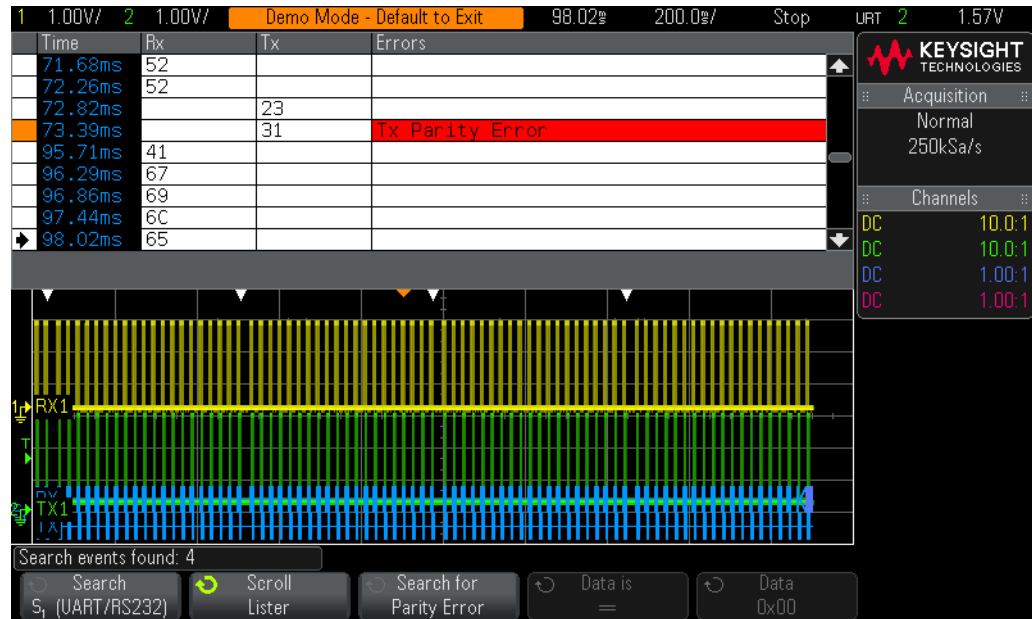 1 1.00V/ 2 1.00V/ Demo Mode - Default to Exit 98.02ms 200.0ms/ Stop URT 2 1.57V
Time Rx Tx Errors
71.68ms 52
72.26ms 52
72.82ms 23
73.39ms 31 Tx Parity Error
95.71ms 41
96.29ms 67
96.86ms 69
97.44ms 6C
98.02ms 65
KEYSIGHT
TECHNOLOGIES
Acquisition
Normal
250kSa/s
Channels
DC 10.0:1
DC 10.0:1
DC 1.00:1
DC 1.00:1
1 RX1
T
2 TX1
Search events found: 4
Search
S1 (UART/RS232)
Scroll
Lister
Search for
Parity Error
Data is
=
Data
0x00